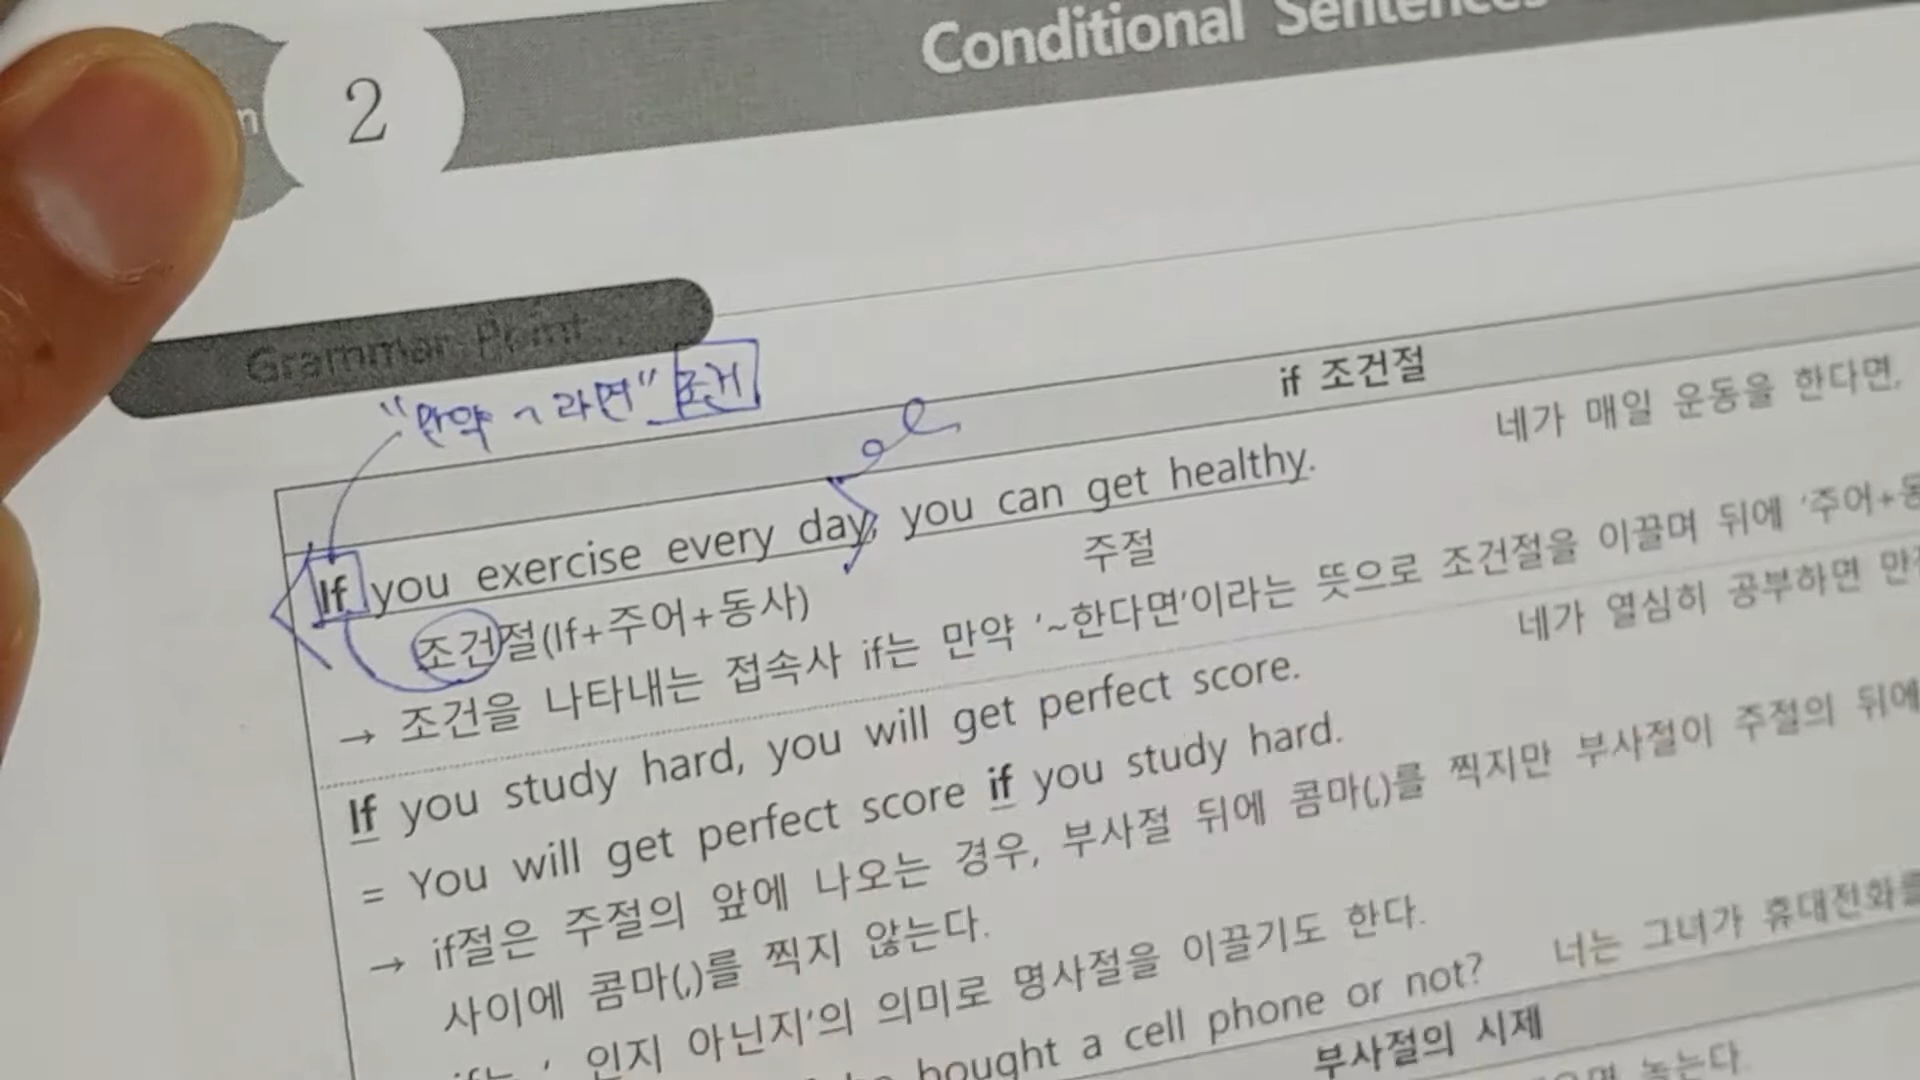 2 Conditional Sentences
Grammar Point
"만약 ~ 라면" 조건
if 조건절
If you exercise every day, you can get healthy. 네가 매일 운동을 한다면,
조건절(If+주어+동사) 주절
→ 조건을 나타내는 접속사 if는 만약 '~한다면'이라는 뜻으로 조건절을 이끌며 뒤에 '주어+동
If you study hard, you will get perfect score. 네가 열심히 공부하면
= You will get perfect score if you study hard.
→ if절은 주절의 앞에 나오는 경우, 부사절 뒤에 콤마(,)를 찍지만 부사절이 주절의 뒤에
사이에 콤마(,)를 찍지 않는다.
인지 아닌지'의 의미로 명사절을 이끌기도 한다.
bought a cell phone or not? 너는 그녀가 휴대전화를
부사절의 시제